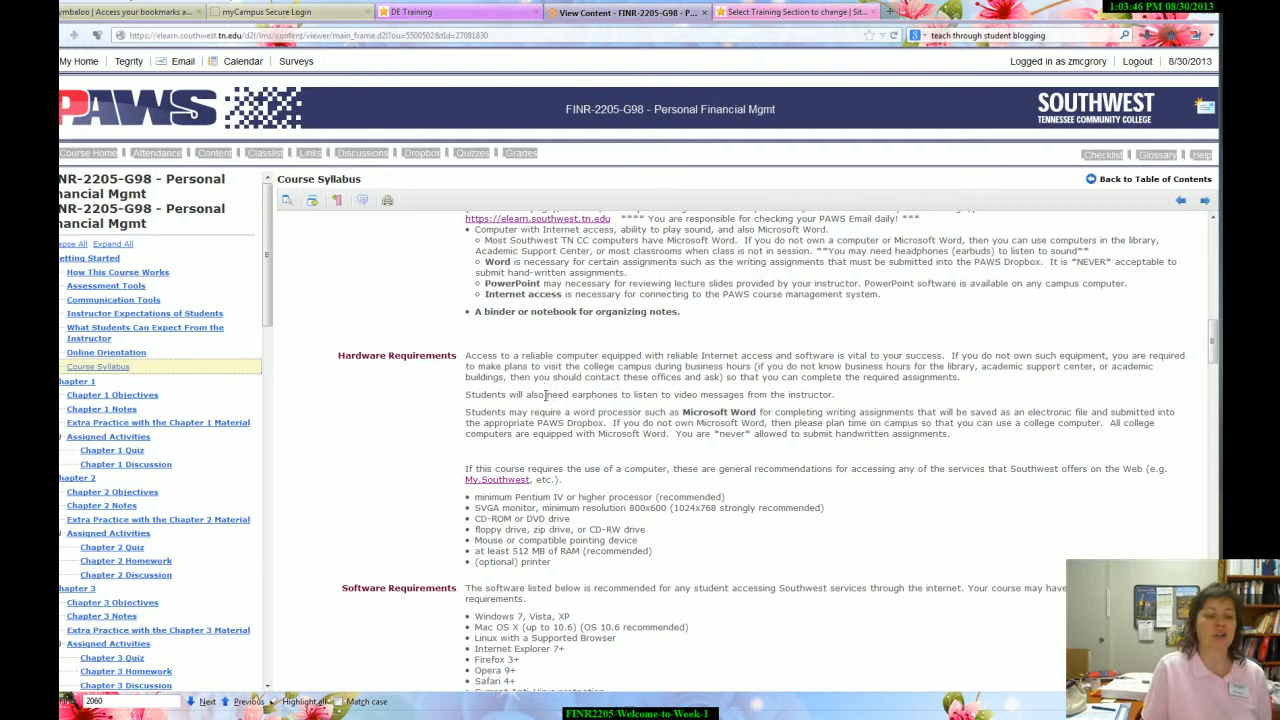 1:03:46 PM 08/30/2013
ymbaloo | Access your bookmarks a... myCampus Secure Login DE Training View Content - FINR-2205-G98 - P... Select Training Section to change | Sit...
https://elearn.southwest.tn.edu/d2l/lms/content/viewer/main_frame.d2l?ou=5500502&tId=27081830 teach through student blogging
My Home Tegrity Email Calendar Surveys Logged in as zmcgrory Logout 8/30/2013
PAWS FINR-2205-G98 - Personal Financial Mgmt SOUTHWEST
TENNESSEE COMMUNITY COLLEGE
Course Home Attendance Content Classlist Links Discussions Dropbox Quizzes Grades Checklist Glossary Help
NR-2205-G98 - Personal
nancial Mgmt
NR-2205-G98 - Personal
nancial Mgmt
apse All Expand All
etting Started
How This Course Works
Assessment Tools
Communication Tools
Instructor Expectations of Students
What Students Can Expect From the
Instructor
Online Orientation
Course Syllabus
hapter 1
Chapter 1 Objectives
Chapter 1 Notes
Extra Practice with the Chapter 1 Material
Assigned Activities
Chapter 1 Quiz
Chapter 1 Discussion
hapter 2
Chapter 2 Objectives
Chapter 2 Notes
Extra Practice with the Chapter 2 Material
Assigned Activities
Chapter 2 Quiz
Chapter 2 Homework
Chapter 2 Discussion
hapter 3
Chapter 3 Objectives
Chapter 3 Notes
Extra Practice with the Chapter 3 Material
Assigned Activities
Chapter 3 Quiz
Chapter 3 Homework
Chapter 3 Discussion
Course Syllabus Back to Table of Contents
https://elearn.southwest.tn.edu **** You are responsible for checking your PAWS Email daily! ***
• Computer with Internet access, ability to play sound, and also Microsoft Word.
○ Most Southwest TN CC computers have Microsoft Word. If you do not own a computer or Microsoft Word, then you can use computers in the library,
Academic Support Center, or most classrooms when class is not in session. **You may need headphones (earbuds) to listen to sound**
○ Word is necessary for certain assignments such as the writing assignments that must be submitted into the PAWS Dropbox. It is *NEVER* acceptable to
submit hand-written assignments.
○ PowerPoint may necessary for reviewing lecture slides provided by your instructor. PowerPoint software is available on any campus computer.
○ Internet access is necessary for connecting to the PAWS course management system.
• A binder or notebook for organizing notes.
Hardware Requirements Access to a reliable computer equipped with reliable Internet access and software is vital to your success. If you do not own such equipment, you are required
to make plans to visit the college campus during business hours (if you do not know business hours for the library, academic support center, or academic
buildings, then you should contact these offices and ask) so that you can complete the required assignments.
Students will also need earphones to listen to video messages from the instructor.
Students may require a word processor such as Microsoft Word for completing writing assignments that will be saved as an electronic file and submitted into
the appropriate PAWS Dropbox. If you do not own Microsoft Word, then please plan time on campus so that you can use a college computer. All college
computers are equipped with Microsoft Word. You are *never* allowed to submit handwritten assignments.
If this course requires the use of a computer, these are general recommendations for accessing any of the services that Southwest offers on the Web (e.g.
My.Southwest, etc.).
• minimum Pentium IV or higher processor (recommended)
• SVGA monitor, minimum resolution 800x600 (1024x768 strongly recommended)
• CD-ROM or DVD drive
• floppy drive, zip drive, or CD-RW drive
• Mouse or compatible pointing device
• at least 512 MB of RAM (recommended)
• (optional) printer
Software Requirements The software listed below is recommended for any student accessing Southwest services through the internet. Your course may have
requirements.
• Windows 7, Vista, XP
• Mac OS X (up to 10.6) (OS 10.6 recommended)
• Linux with a Supported Browser
• Internet Explorer 7+
• Firefox 3+
• Opera 9+
• Safari 4+
2060 Next Previous Highlight all Match case
FINR2205-Welcome-to-Week-1